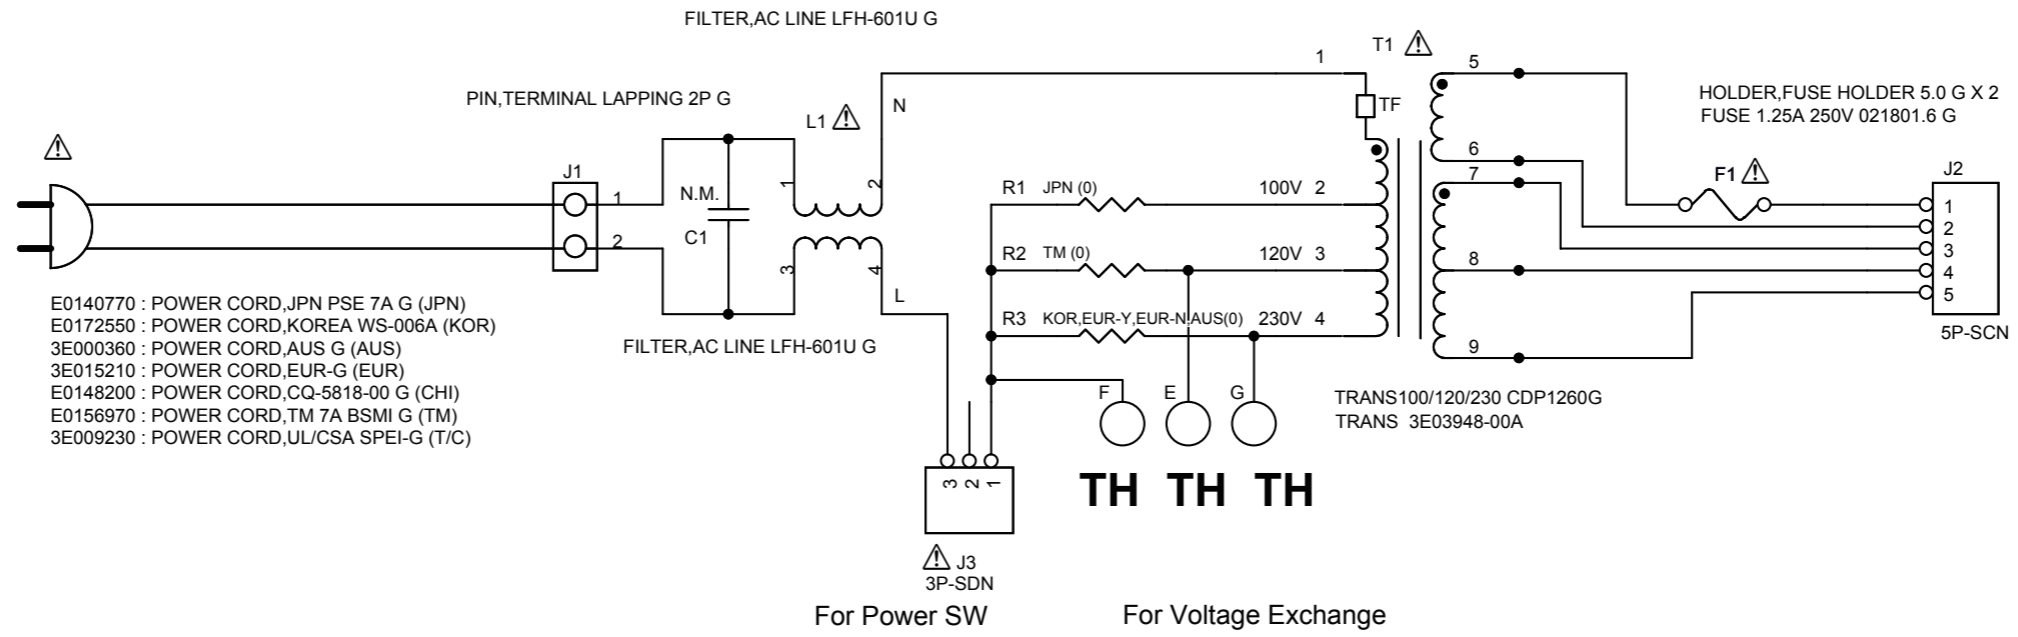 FILTER,AC LINE LFH-601U G
T1
1
5
PIN,TERMINAL LAPPING 2P G
N
TF
HOLDER,FUSE HOLDER 5.0 G X 2
FUSE 1.25A 250V 021801.6 G
L1
6
J1
1
2
R1 JPN (0) 100V 2
7
F1
J2
1
N.M.
C1
1
2
2
3
4
5
R2 TM (0) 120V 3
8
3
4
L
R3 KOR,EUR-Y,EUR-N,AUS(0) 230V 4
9
5P-SCN
E0140770 : POWER CORD,JPN PSE 7A G (JPN)
E0172550 : POWER CORD,KOREA WS-006A (KOR)
3E000360 : POWER CORD,AUS G (AUS)
3E015210 : POWER CORD,EUR-G (EUR)
E0148200 : POWER CORD,CQ-5818-00 G (CHI)
E0156970 : POWER CORD,TM 7A BSMI G (TM)
3E009230 : POWER CORD,UL/CSA SPEI-G (T/C)
FILTER,AC LINE LFH-601U G
F E G
TRANS100/120/230 CDP1260G
TRANS 3E03948-00A
TH TH TH
3 2 1
J3
3P-SDN
For Power SW
For Voltage Exchange